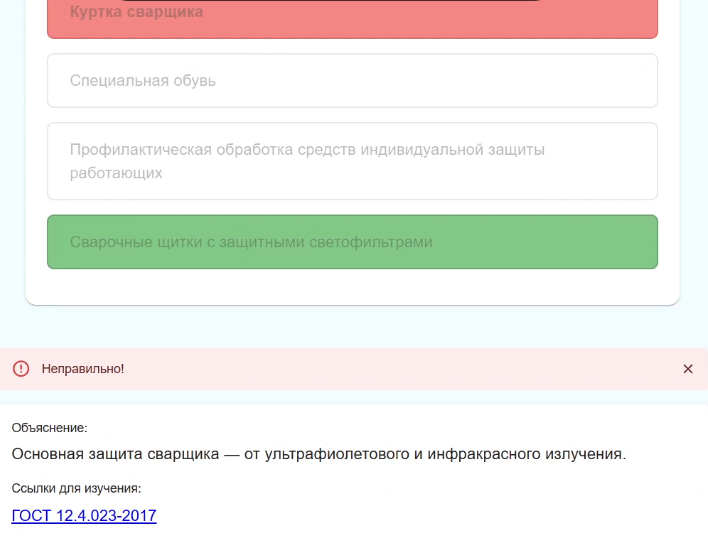 Куртка сварщика
Специальная обувь
Профилактическая обработка средств индивидуальной защиты
работающих
Сварочные щитки с защитными светофильтрами
Неправильно!
Объяснение:
Основная защита сварщика — от ультрафиолетового и инфракрасного излучения.
Ссылки для изучения:
ГОСТ 12.4.023-2017